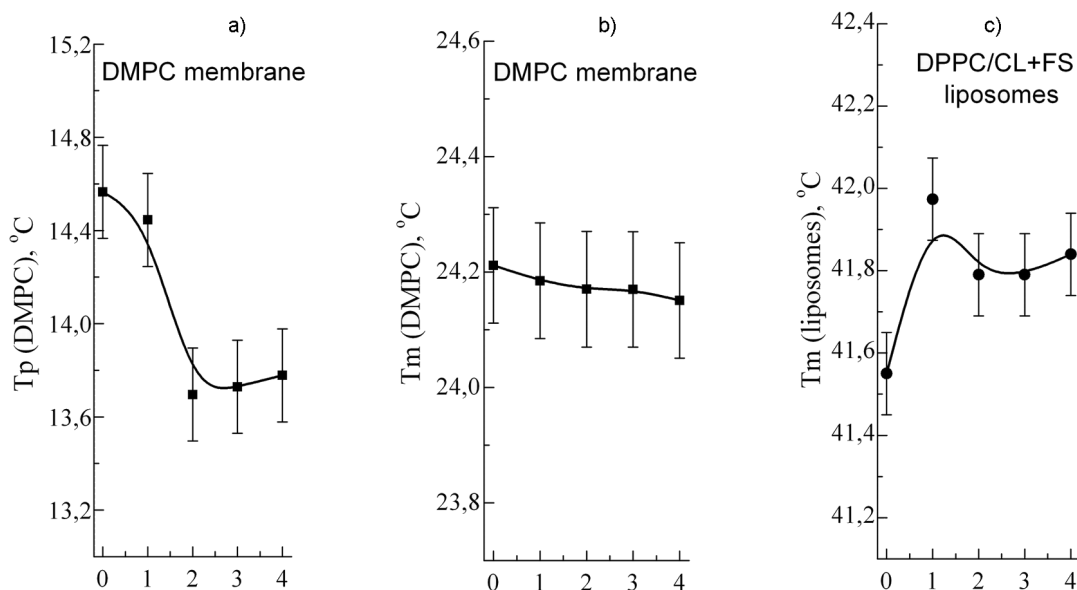 a)
DMPC membrane
Tp (DMPC), °C
15,2
14,8
14,4
14,0
13,6
13,2
0 1 2 3 4
b)
DMPC membrane
Tm (DMPC), °C
24,6
24,4
24,2
24,0
23,8
0 1 2 3 4
c)
DPPC/CL+FS
liposomes
Tm (liposomes), °C
42,4
42,2
42,0
41,8
41,6
41,4
41,2
0 1 2 3 4